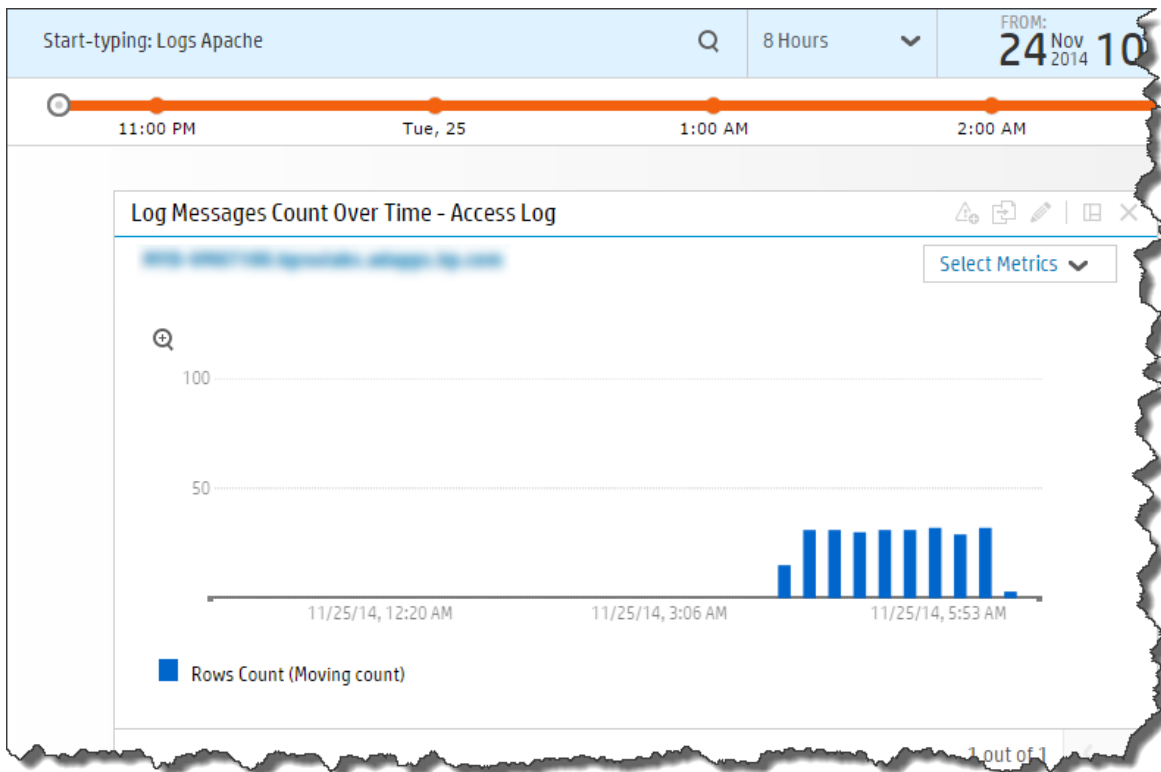 Start-typing: Logs Apache
8 Hours
FROM:
24 Nov 2014 10
11:00 PM Tue, 25 1:00 AM 2:00 AM
Log Messages Count Over Time - Access Log
Select Metrics
100
50
11/25/14, 12:20 AM 11/25/14, 3:06 AM 11/25/14, 5:53 AM
Rows Count (Moving count)
1 out of 1